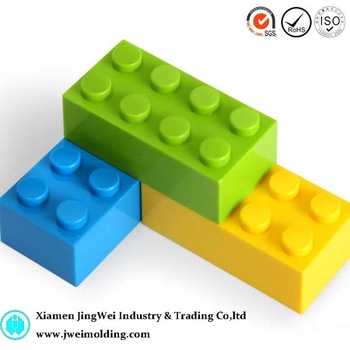 ISO
RoHS
SGS
Xiamen JingWei Industry & Trading Co,ltd
www.jweimolding.com